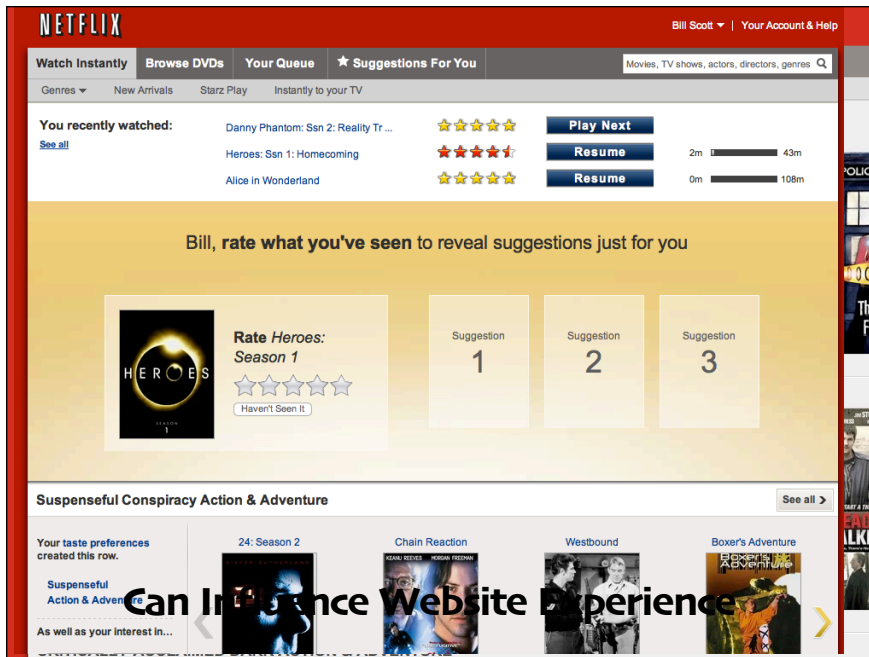 NETFLIX
Bill Scott | Your Account & Help
Watch Instantly Browse DVDs Your Queue Suggestions For You
Movies, TV shows, actors, directors, genres
Genres New Arrivals Starz Play Instantly to your TV
You recently watched:
See all
Danny Phantom: Ssn 2: Reality Tr ... Play Next
Heroes: Ssn 1: Homecoming Resume 2m 43m
Alice in Wonderland Resume 0m 108m
Bill, rate what you've seen to reveal suggestions just for you
HEROES
SEASON
1
Rate Heroes:
Season 1
Haven't Seen It
Suggestion Suggestion Suggestion
1 2 3
Suspenseful Conspiracy Action & Adventure See all
Your taste preferences
created this row.
Suspenseful
Action & Adventure
As well as your interest in...
24: Season 2 Chain Reaction Westbound Boxer's Adventure
KIEFER SUTHERLAND
KEANU REEVES MORGAN FREEMAN
Boxer's
Adventure
Can Influence Website Experience